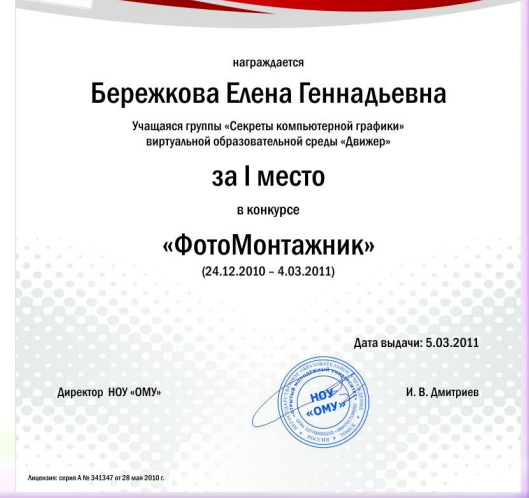 награждается
Бережкова Елена Геннадьевна
Учащаяся группы «Секреты компьютерной графики»
виртуальной образовательной среды «Движер»
за I место
в конкурсе
«ФотоМонтажник»
(24.12.2010 – 4.03.2011)
Дата выдачи: 5.03.2011
Директор НОУ «ОМУ»
НОУ
«ОМУ»
РОССИЯ
И. В. Дмитриев
Лицензия: серия А № 341347 от 28 мая 2010 г.